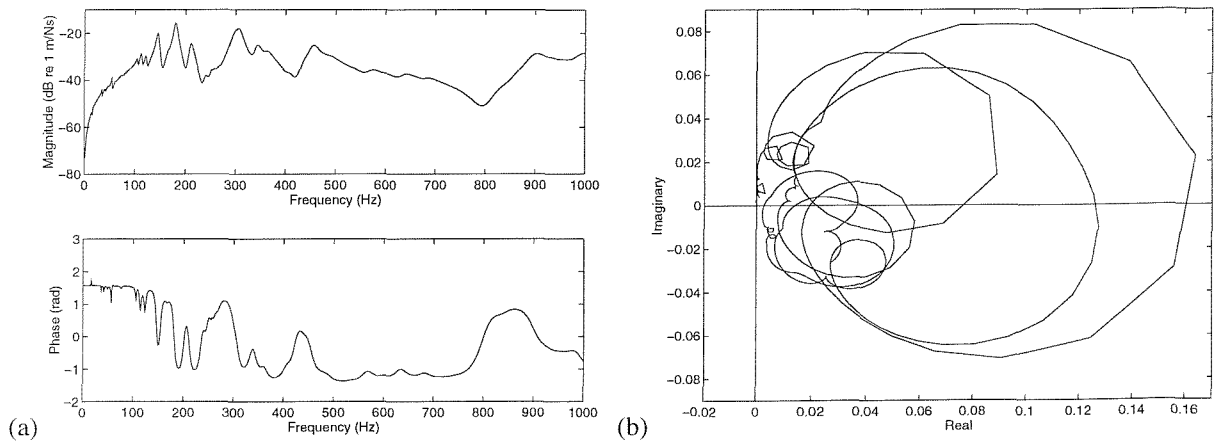 Magnitude (dB re 1 m/Ns)
-20
-40
-60
-80
0 100 200 300 400 500 600 700 800 900 1000
Frequency (Hz)
Phase (rad)
3
2
1
0
-1
-2
0 100 200 300 400 500 600 700 800 900 1000
Frequency (Hz)
(a)
Imaginary
0.08
0.06
0.04
0.02
0
-0.02
-0.04
-0.06
-0.08
-0.02 0 0.02 0.04 0.06 0.08 0.1 0.12 0.14 0.16
Real
(b)